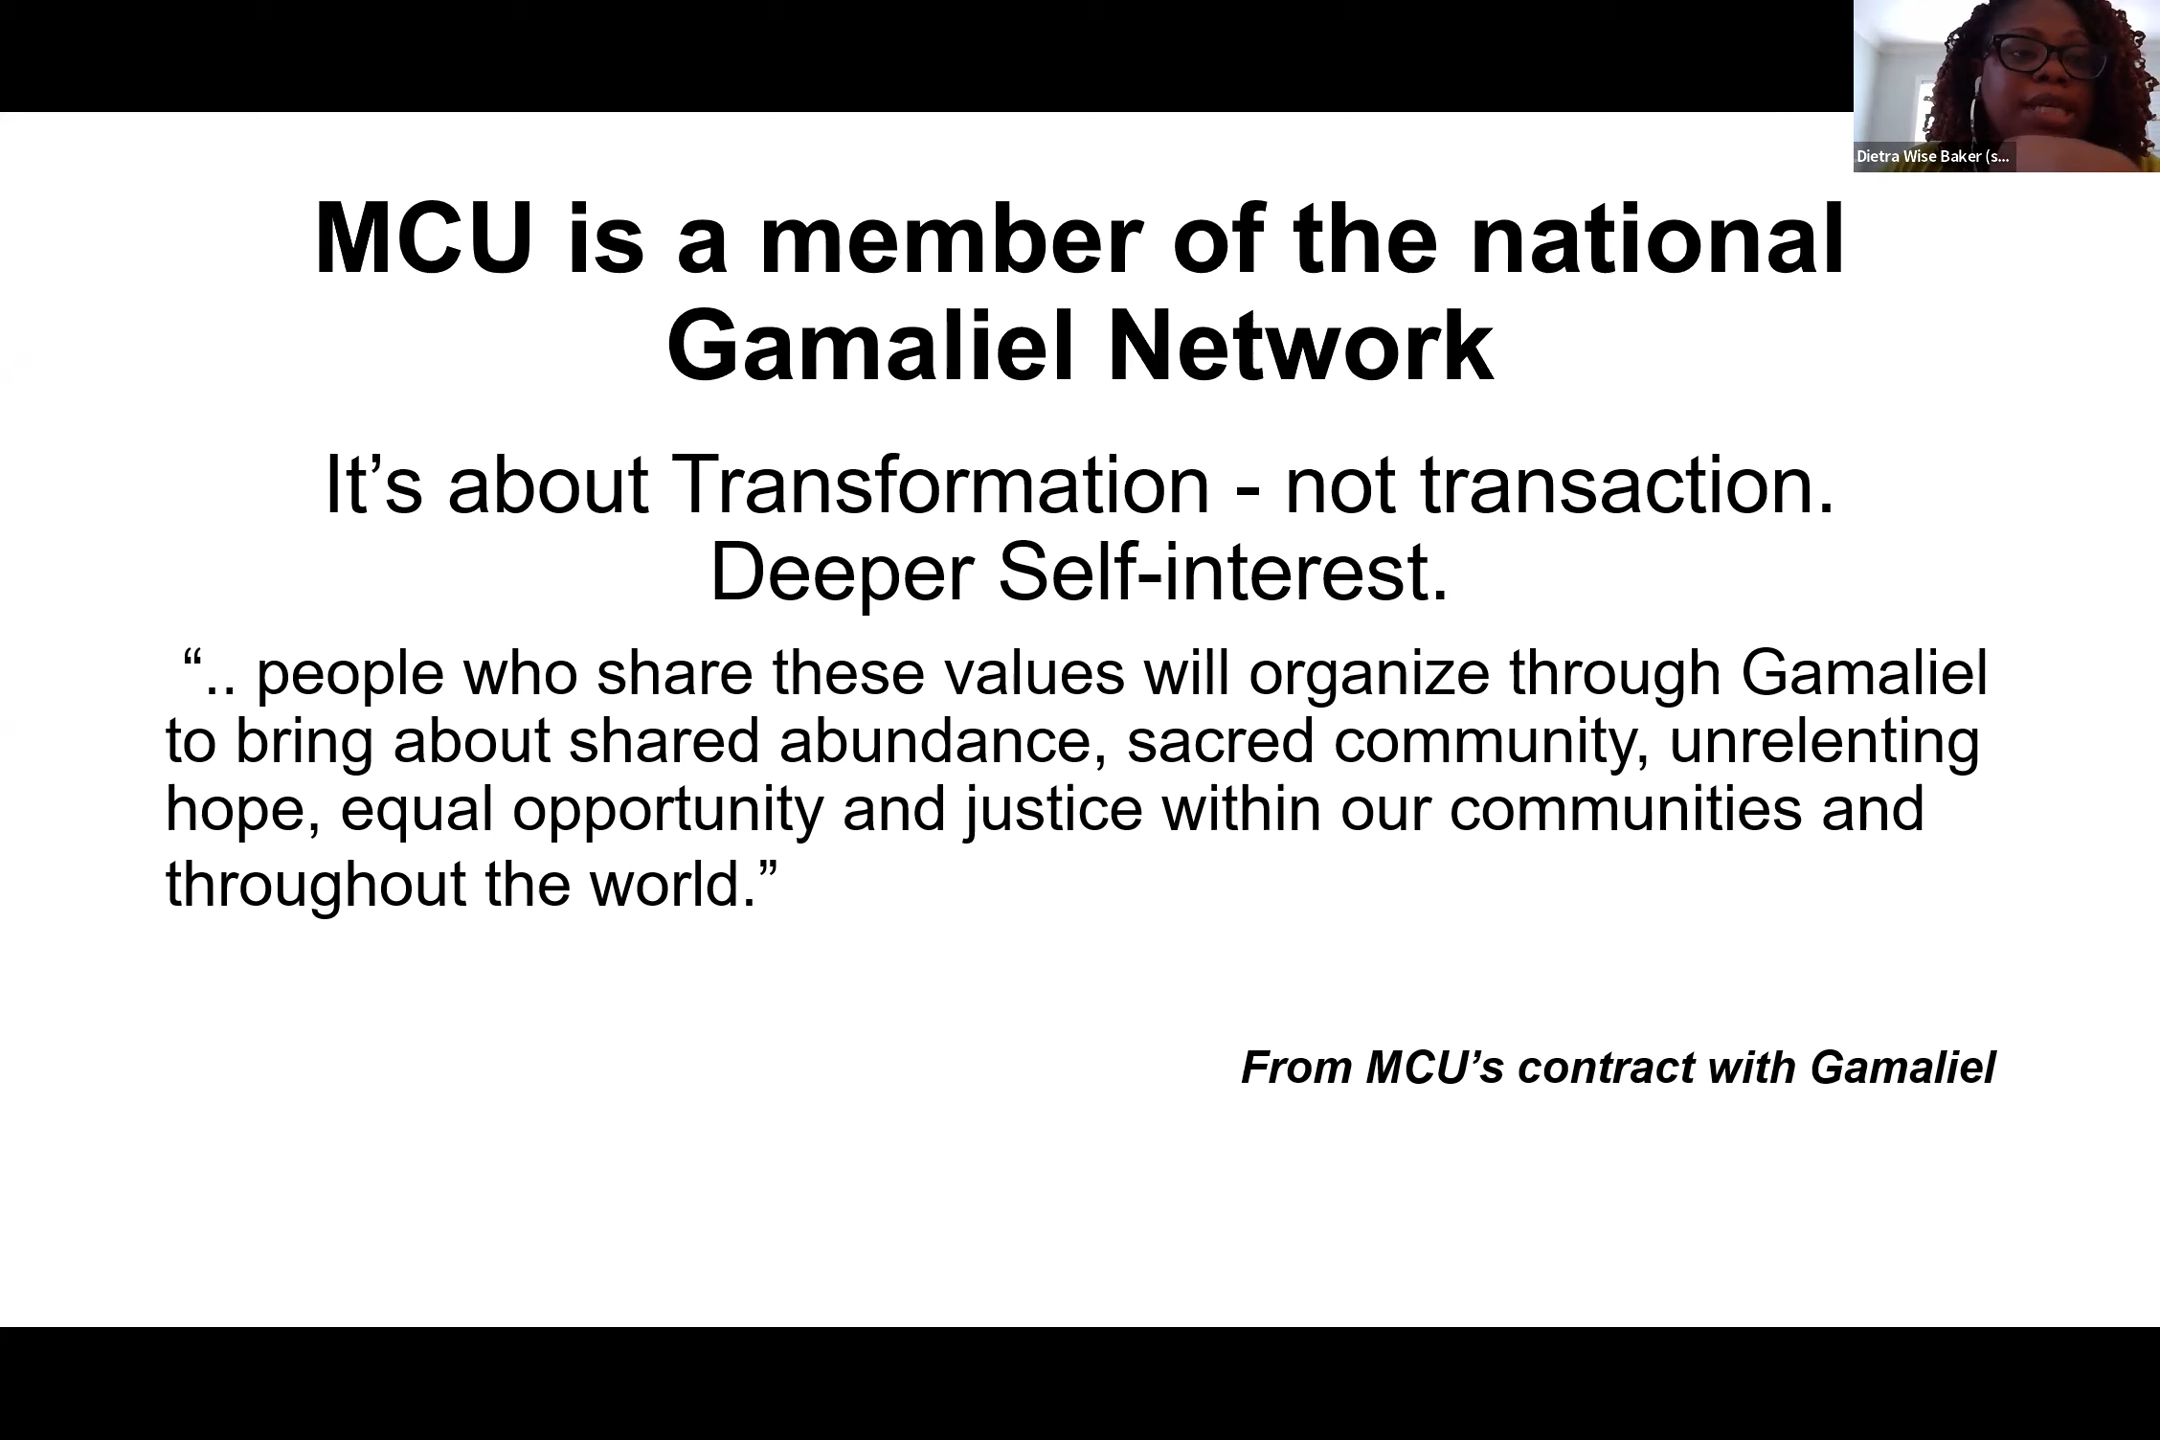 Dietra Wise Baker (s...
MCU is a member of the national
Gamaliel Network
It’s about Transformation - not transaction.
Deeper Self-interest.
“.. people who share these values will organize through Gamaliel
to bring about shared abundance, sacred community, unrelenting
hope, equal opportunity and justice within our communities and
throughout the world.”
From MCU’s contract with Gamaliel